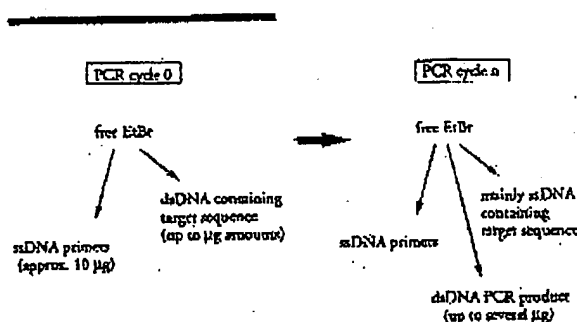 PCR cycle 0
free EtBr
dsDNA containing
target sequence
(up to µg amounts)
ssDNA primers
(approx. 10 µg)
PCR cycle n
free EtBr
mainly ssDNA
containing
target sequence
ssDNA primers
dsDNA PCR product
(up to several µg)